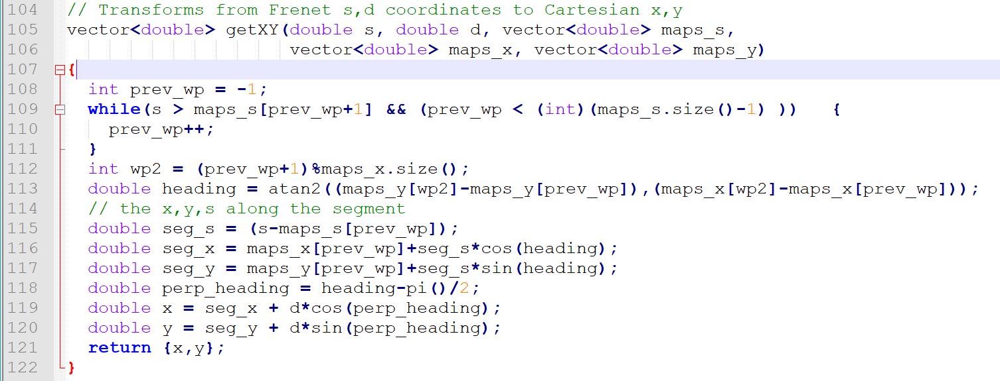 104 // Transforms from Frenet s,d coordinates to Cartesian x,y
105 vector<double> getXY(double s, double d, vector<double> maps_s,
106                      vector<double> maps_x, vector<double> maps_y)
107 {
108   int prev_wp = -1;
109   while(s > maps_s[prev_wp+1] && (prev_wp < (int)(maps_s.size()-1) ))   {
110     prev_wp++;
111   }
112   int wp2 = (prev_wp+1)%maps_x.size();
113   double heading = atan2((maps_y[wp2]-maps_y[prev_wp]),(maps_x[wp2]-maps_x[prev_wp]));
114   // the x,y,s along the segment
115   double seg_s = (s-maps_s[prev_wp]);
116   double seg_x = maps_x[prev_wp]+seg_s*cos(heading);
117   double seg_y = maps_y[prev_wp]+seg_s*sin(heading);
118   double perp_heading = heading-pi()/2;
119   double x = seg_x + d*cos(perp_heading);
120   double y = seg_y + d*sin(perp_heading);
121   return {x,y};
122 }